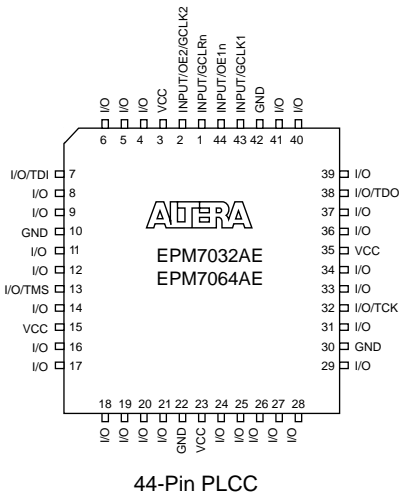 I/O I/O I/O VCC INPUT/OE2/GCLK2 INPUT/GCLRn INPUT/OE1n INPUT/GCLK1 GND I/O I/O
6 5 4 3 2 1 44 43 42 41 40
I/O/TDI 7 39 I/O
I/O 8 38 I/O/TDO
I/O 9 37 I/O
GND 10 36 I/O
I/O 11 35 VCC
I/O 12 34 I/O
I/O/TMS 13 33 I/O
I/O 14 32 I/O/TCK
VCC 15 31 I/O
I/O 16 30 GND
I/O 17 29 I/O
ALTERA
EPM7032AE
EPM7064AE
18 19 20 21 22 23 24 25 26 27 28
I/O I/O I/O I/O GND VCC I/O I/O I/O I/O I/O
44-Pin PLCC